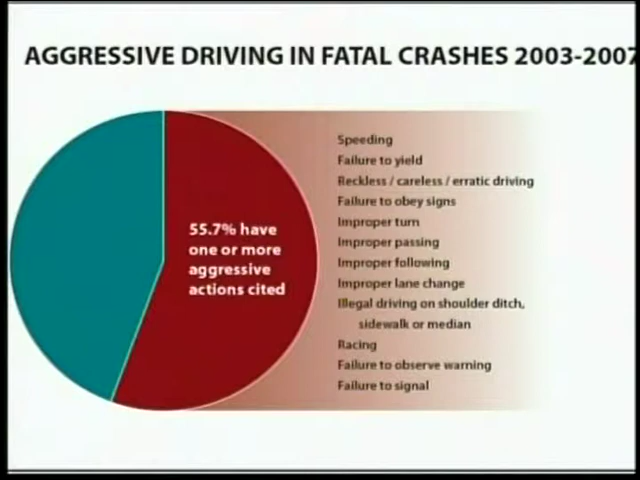 AGGRESSIVE DRIVING IN FATAL CRASHES 2003-2007
55.7% have
one or more
aggressive
actions cited
Speeding
Failure to yield
Reckless / careless / erratic driving
Failure to obey signs
Improper turn
Improper passing
Improper following
Improper lane change
Illegal driving on shoulder ditch,
sidewalk or median
Racing
Failure to observe warning
Failure to signal